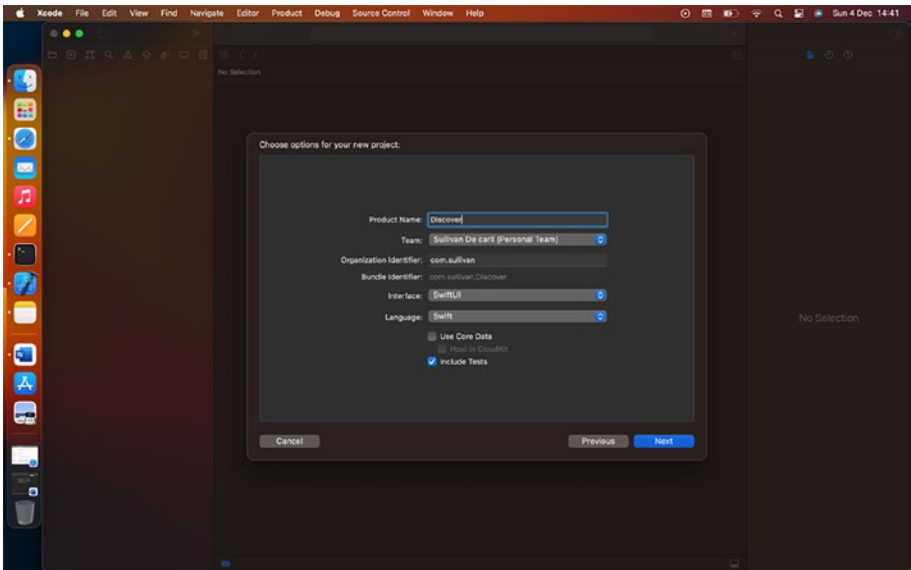 Xcode File Edit View Find Navigate Editor Product Debug Source Control Window Help Sun 4 Dec 14:41
No Selection
Choose options for your new project:
Product Name: Discover
Team: Sullivan De carli (Personal Team)
Organization Identifier: com.sullivan
Bundle Identifier: com.sullivan.Discover
Interface: SwiftUI
Language: Swift
No Selection
Use Core Data
Host in CloudKit
Include Tests
Cancel Previous Next